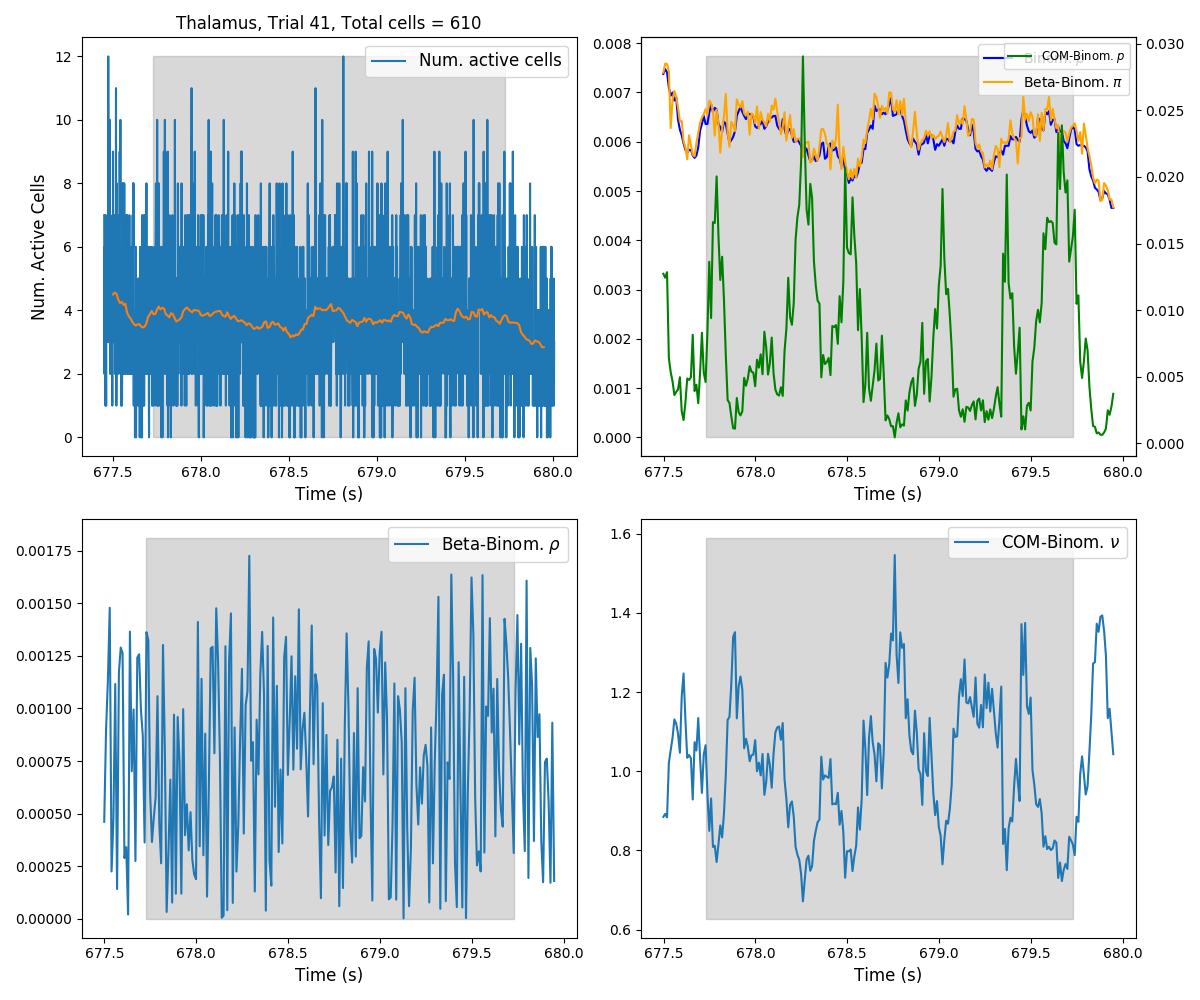 Thalamus, Trial 41, Total cells = 610
Num. active cells
12
10
8
6
4
2
0
Num. Active Cells
677.5 678.0 678.5 679.0 679.5 680.0
Time (s)
COM-Binom. p
Binom. p
Beta-Binom. π
0.008
0.007
0.006
0.005
0.004
0.003
0.002
0.001
0.000
0.030
0.025
0.020
0.015
0.010
0.005
0.000
677.5 678.0 678.5 679.0 679.5 680.0
Time (s)
Beta-Binom. ρ
0.00175
0.00150
0.00125
0.00100
0.00075
0.00050
0.00025
0.00000
677.5 678.0 678.5 679.0 679.5 680.0
Time (s)
COM-Binom. ν
1.6
1.4
1.2
1.0
0.8
0.6
677.5 678.0 678.5 679.0 679.5 680.0
Time (s)